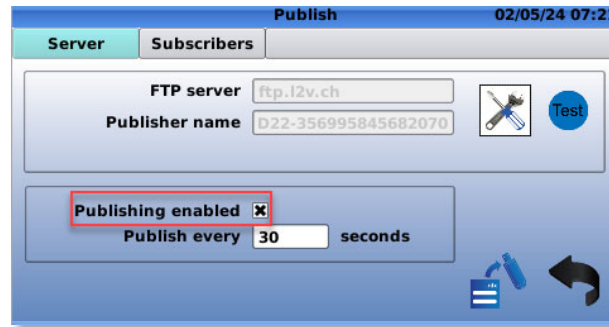 Publish 02/05/24 07:2
Server Subscribers
FTP server ftp.l2v.ch
Test
Publisher name D22-356995845682070
Publishing enabled
Publish every 30 seconds